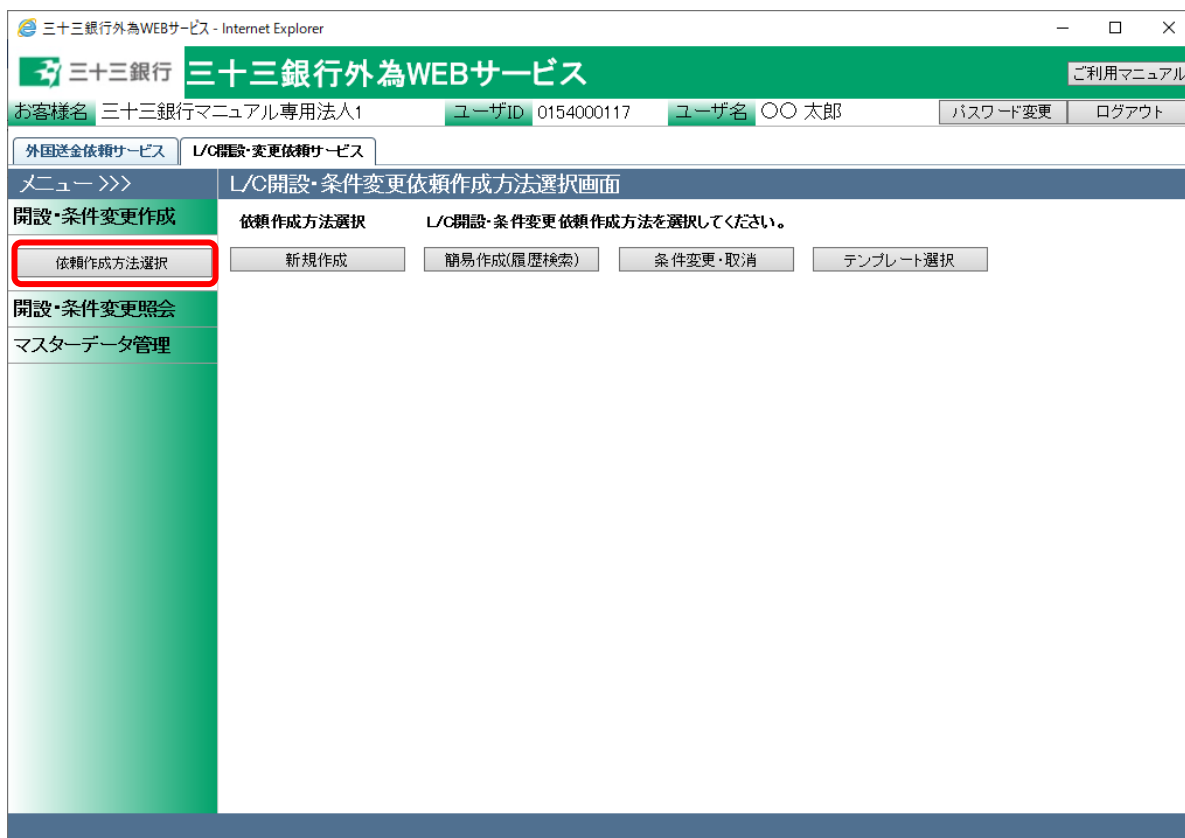 三十三銀行外為WEBサービス - Internet Explorer
三十三銀行 三十三銀行外為WEBサービス ご利用マニュアル
お客様名 三十三銀行マニュアル専用法人1 ユーザID 0154000117 ユーザ名 〇〇 太郎 パスワード変更 ログアウト
外国送金依頼サービス L/C開設・変更依頼サービス
メニュー >>> L/C開設・条件変更依頼作成方法選択画面
開設・条件変更作成 依頼作成方法選択 L/C開設・条件変更依頼作成方法を選択してください。
依頼作成方法選択 新規作成 簡易作成(履歴検索) 条件変更・取消 テンプレート選択
開設・条件変更照会
マスターデータ管理